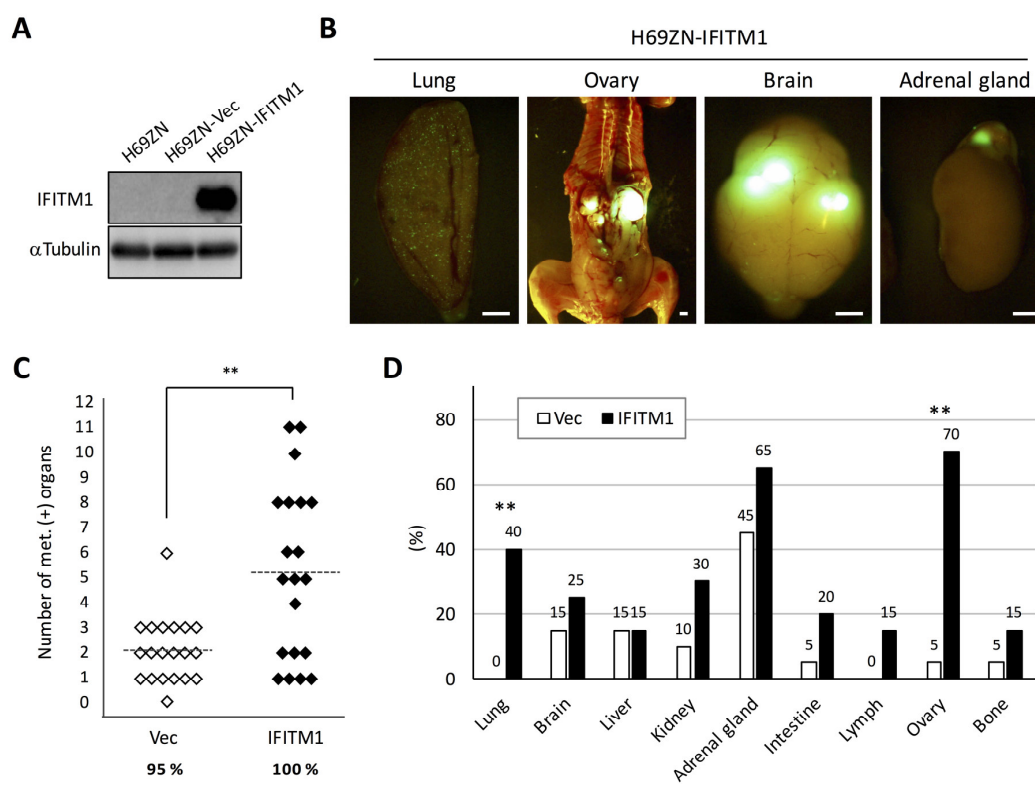 A
H69ZN
H69ZN-Vec
H69ZN-IFITM1
IFITM1
αTubulin
B
H69ZN-IFITM1
Lung
Ovary
Brain
Adrenal gland
C
**
Number of met. (+) organs
12
11
10
9
8
7
6
5
4
3
2
1
0
Vec
IFITM1
95 %
100 %
D
Vec
IFITM1
(%)
80
60
40
20
0
**
0
40
15
25
15
15
10
30
45
65
5
20
0
15
**
5
70
5
15
Lung
Brain
Liver
Kidney
Adrenal gland
Intestine
Lymph
Ovary
Bone